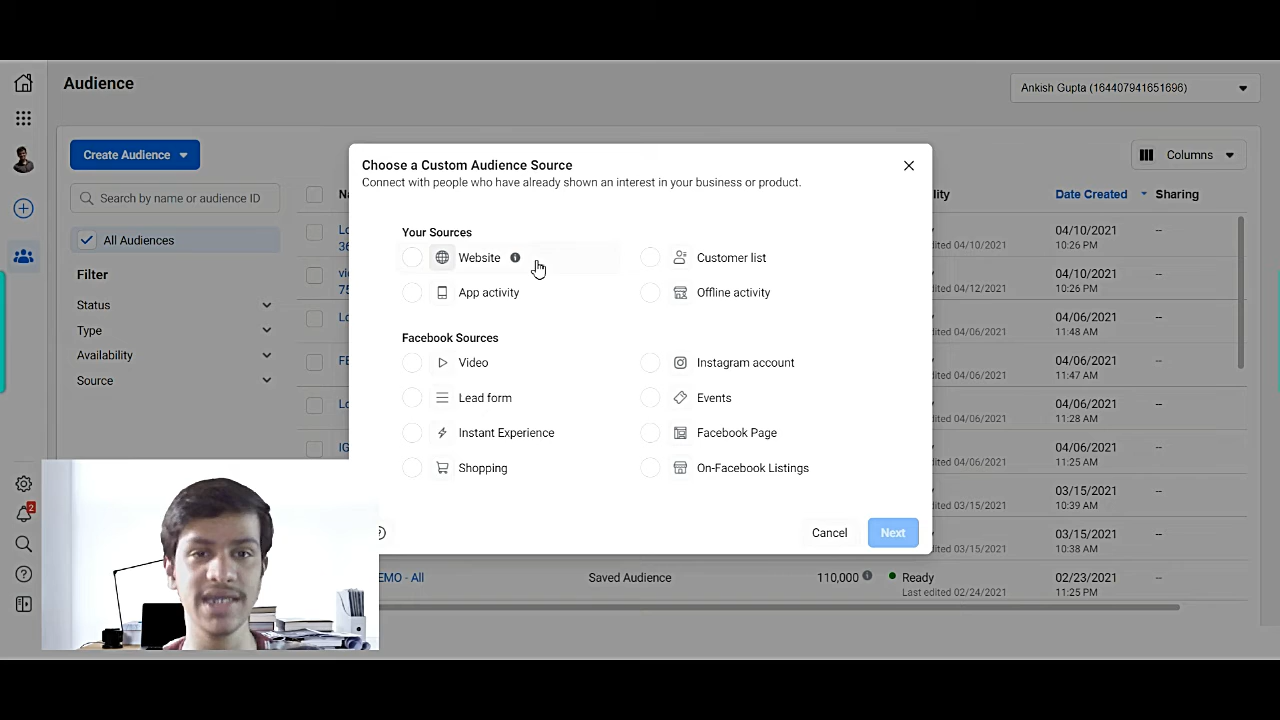 Audience
Ankish Gupta (164407941651696)
Create Audience
Columns
Search by name or audience ID
All Audiences
Filter
Status
Type
Availability
Source
Date Created
Sharing
Choose a Custom Audience Source
Connect with people who have already shown an interest in your business or product.
Your Sources
Website
Customer list
App activity
Offline activity
Facebook Sources
Video
Instagram account
Lead form
Events
Instant Experience
Facebook Page
Shopping
On-Facebook Listings
Cancel
Next
04/10/2021
10:26 PM
--
04/10/2021
10:26 PM
--
04/06/2021
11:48 AM
--
04/06/2021
11:47 AM
--
04/06/2021
11:28 AM
--
04/06/2021
11:25 AM
--
03/15/2021
10:39 AM
--
03/15/2021
10:38 AM
--
EMO - All
Saved Audience
110,000
Ready
Last edited 02/24/2021
02/23/2021
11:25 PM
--
2